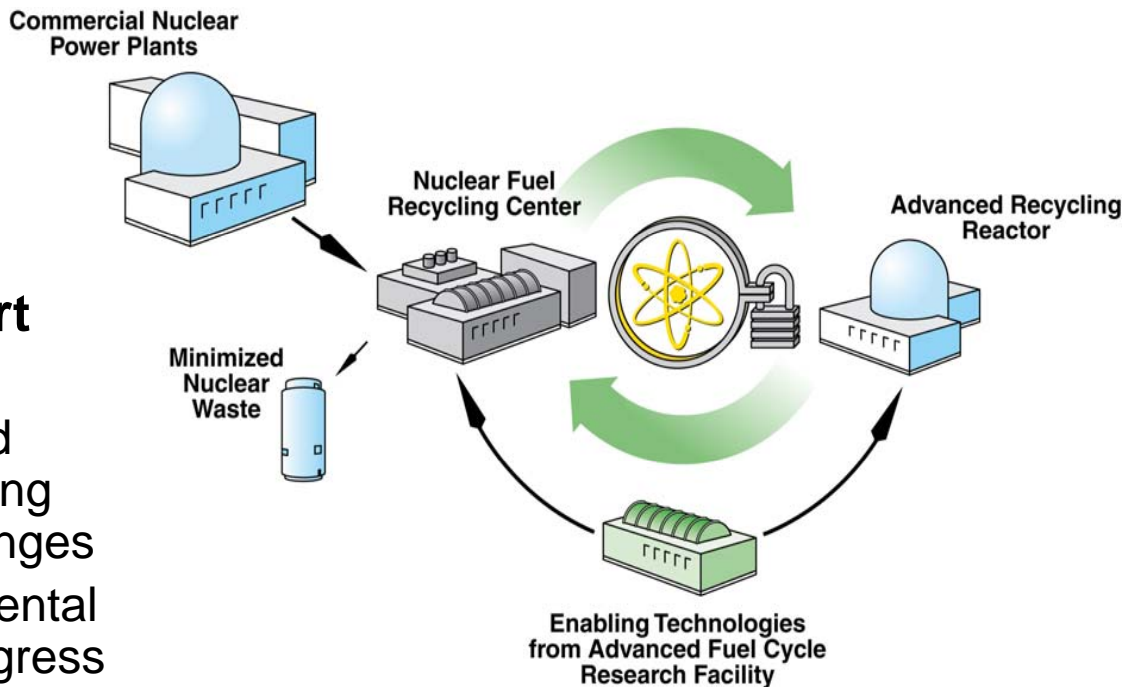 Commercial Nuclear
Power Plants
Nuclear Fuel
Recycling Center
Advanced Recycling
Reactor
Minimized
Nuclear
Waste
Enabling Technologies
from Advanced Fuel Cycle
Research Facility